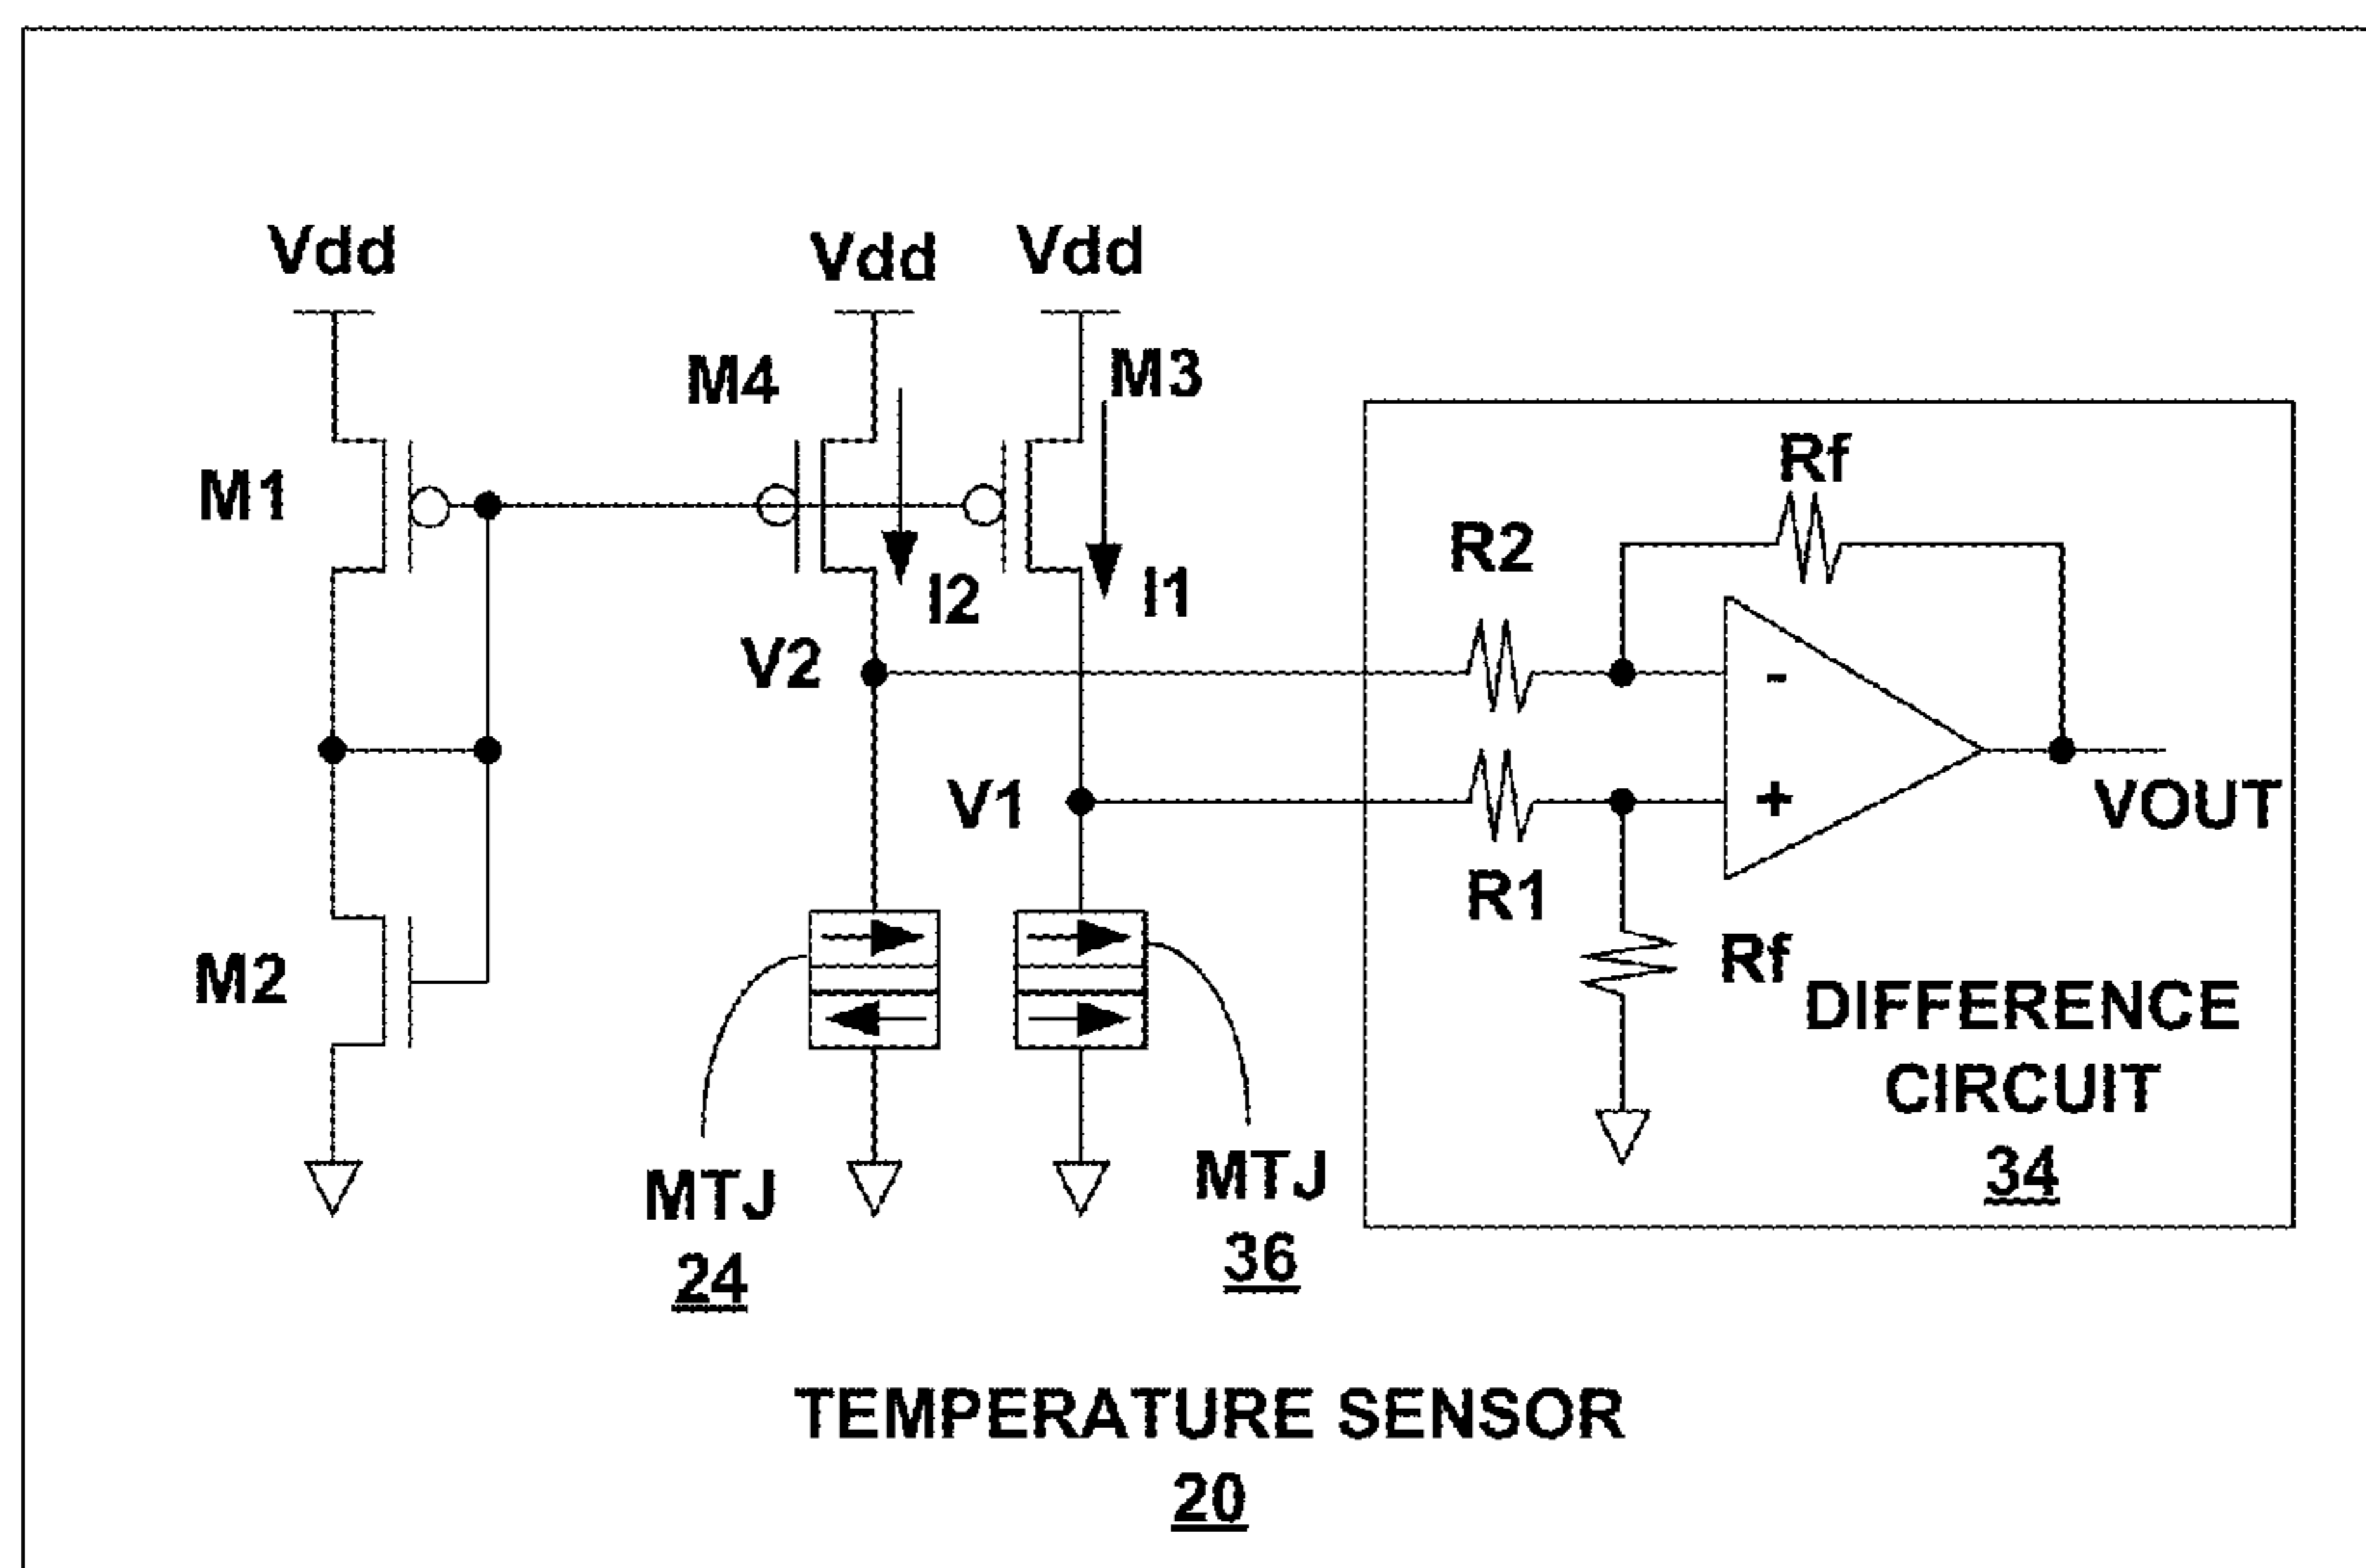 Vdd
Vdd
Vdd
M4
M3
Rf
M1
R2
I2
I1
V2
-
V1
+
VOUT
R1
M2
Rf
DIFFERENCE
CIRCUIT
34
MTJ
24
MTJ
36
TEMPERATURE SENSOR
20